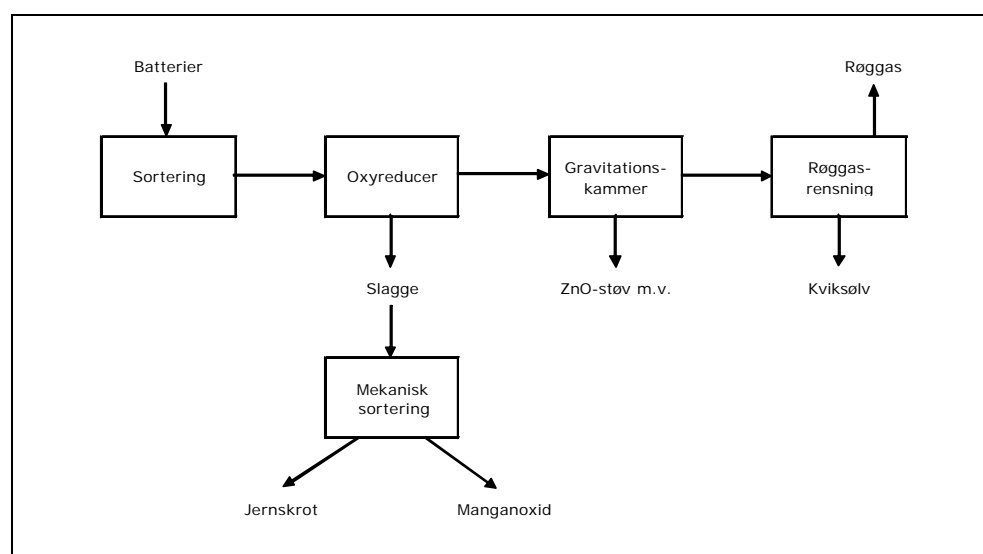 Batterier
Røggas
Sortering
Oxyreducer
Gravitations-
kammer
Røggas-
rensning
Slagge
ZnO-støv m.v.
Kviksølv
Mekanisk
sortering
Jernskrot
Manganoxid